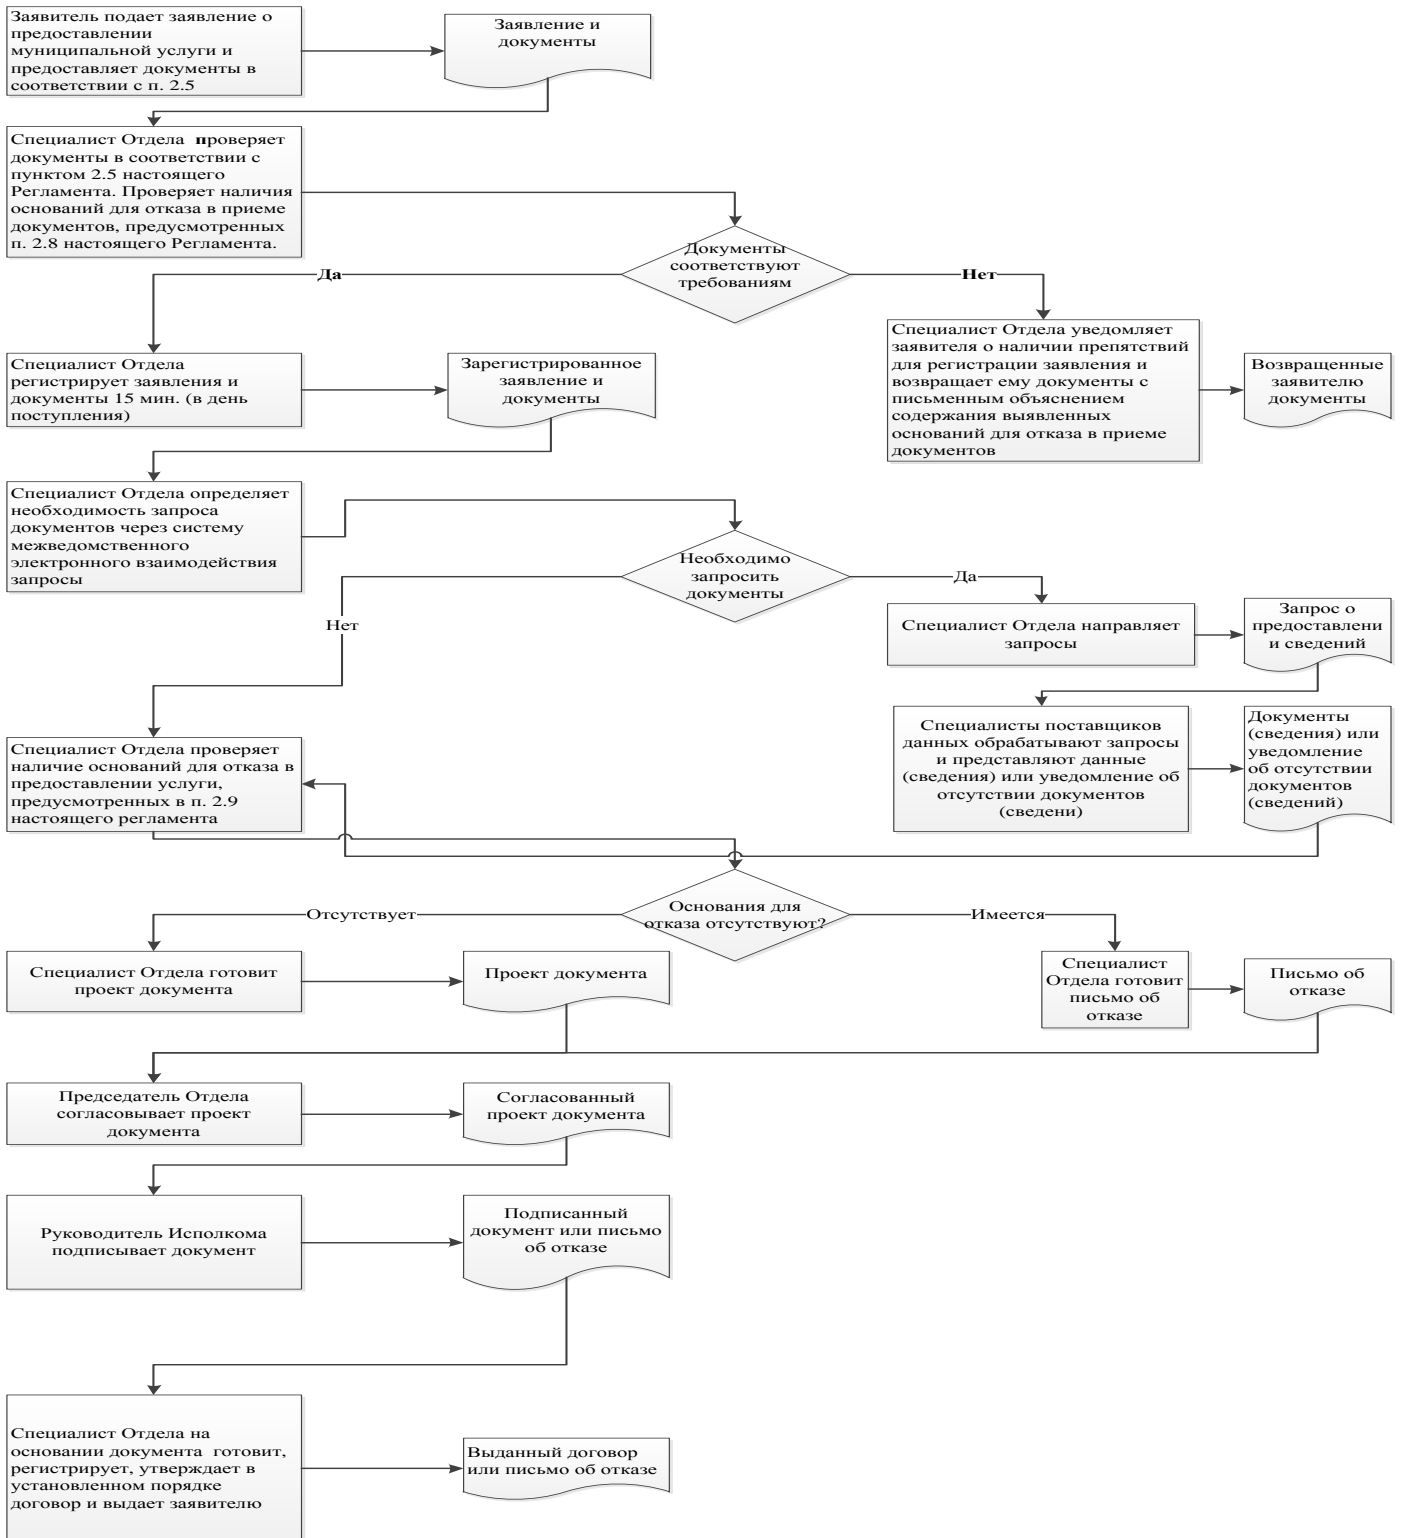 Заявитель подает заявление о
предоставлении
муниципальной услуги и
предоставляет документы в
соответствии с п. 2.5
Заявление и
документы
Специалист Отдела  проверяет
документы в соответствии с
пунктом 2.5 настоящего
Регламента. Проверяет наличия
оснований для отказа в приеме
документов, предусмотренных
п. 2.8 настоящего Регламента.
Документы
соответствуют
требованиям
Да
Нет
Специалист Отдела
регистрирует заявления и
документы 15 мин. (в день
поступления)
Зарегистрированное
заявление и
документы
Специалист Отдела уведомляет
заявителя о наличии препятствий
для регистрации заявления и
возвращает ему документы с
письменным объяснением
содержания выявленных
оснований для отказа в приеме
документов
Возвращенные
заявителю
документы
Специалист Отдела определяет
необходимость запроса
документов через систему
межведомственного
электронного взаимодействия
запросы
Необходимо
запросить
документы
Да
Нет
Специалист Отдела направляет
запросы
Запрос о
предоставлени
и сведений
Специалисты поставщиков
данных обрабатывают запросы
и представляют данные
(сведения) или уведомление об
отсутствии документов
(сведени)
Документы
(сведения) или
уведомление
об отсутствии
документов
(сведений)
Специалист Отдела проверяет
наличие оснований для отказа в
предоставлении услуги,
предусмотренных в п. 2.9
настоящего регламента
Основания для
отказа отсутствуют?
Отсутствует
Имеется
Специалист Отдела готовит
проект документа
Проект документа
Специалист
Отдела готовит
письмо об
отказе
Письмо об
отказе
Председатель Отдела
согласовывает проект
документа
Согласованный
проект документа
Руководитель Исполкома
подписывает документ
Подписанный
документ или письмо
об отказе
Специалист Отдела на
основании документа  готовит,
регистрирует, утверждает в
установленном порядке
договор и выдает заявителю
Выданный договор
или письмо об отказе